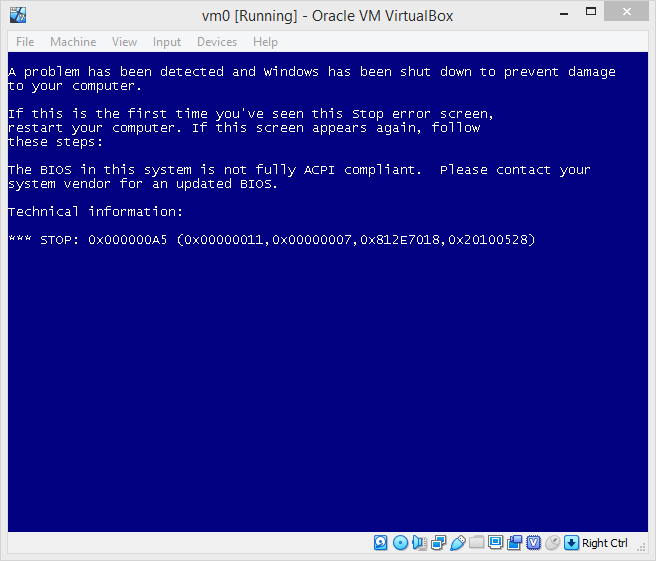 vm0 [Running] - Oracle VM VirtualBox
File Machine View Input Devices Help
A problem has been detected and Windows has been shut down to prevent damage
to your computer.
If this is the first time you've seen this Stop error screen,
restart your computer. If this screen appears again, follow
these steps:
The BIOS in this system is not fully ACPI compliant.  Please contact your
system vendor for an updated BIOS.
Technical information:
*** STOP: 0x000000A5 (0x00000011,0x00000007,0x812E7018,0x20100528)
Right Ctrl